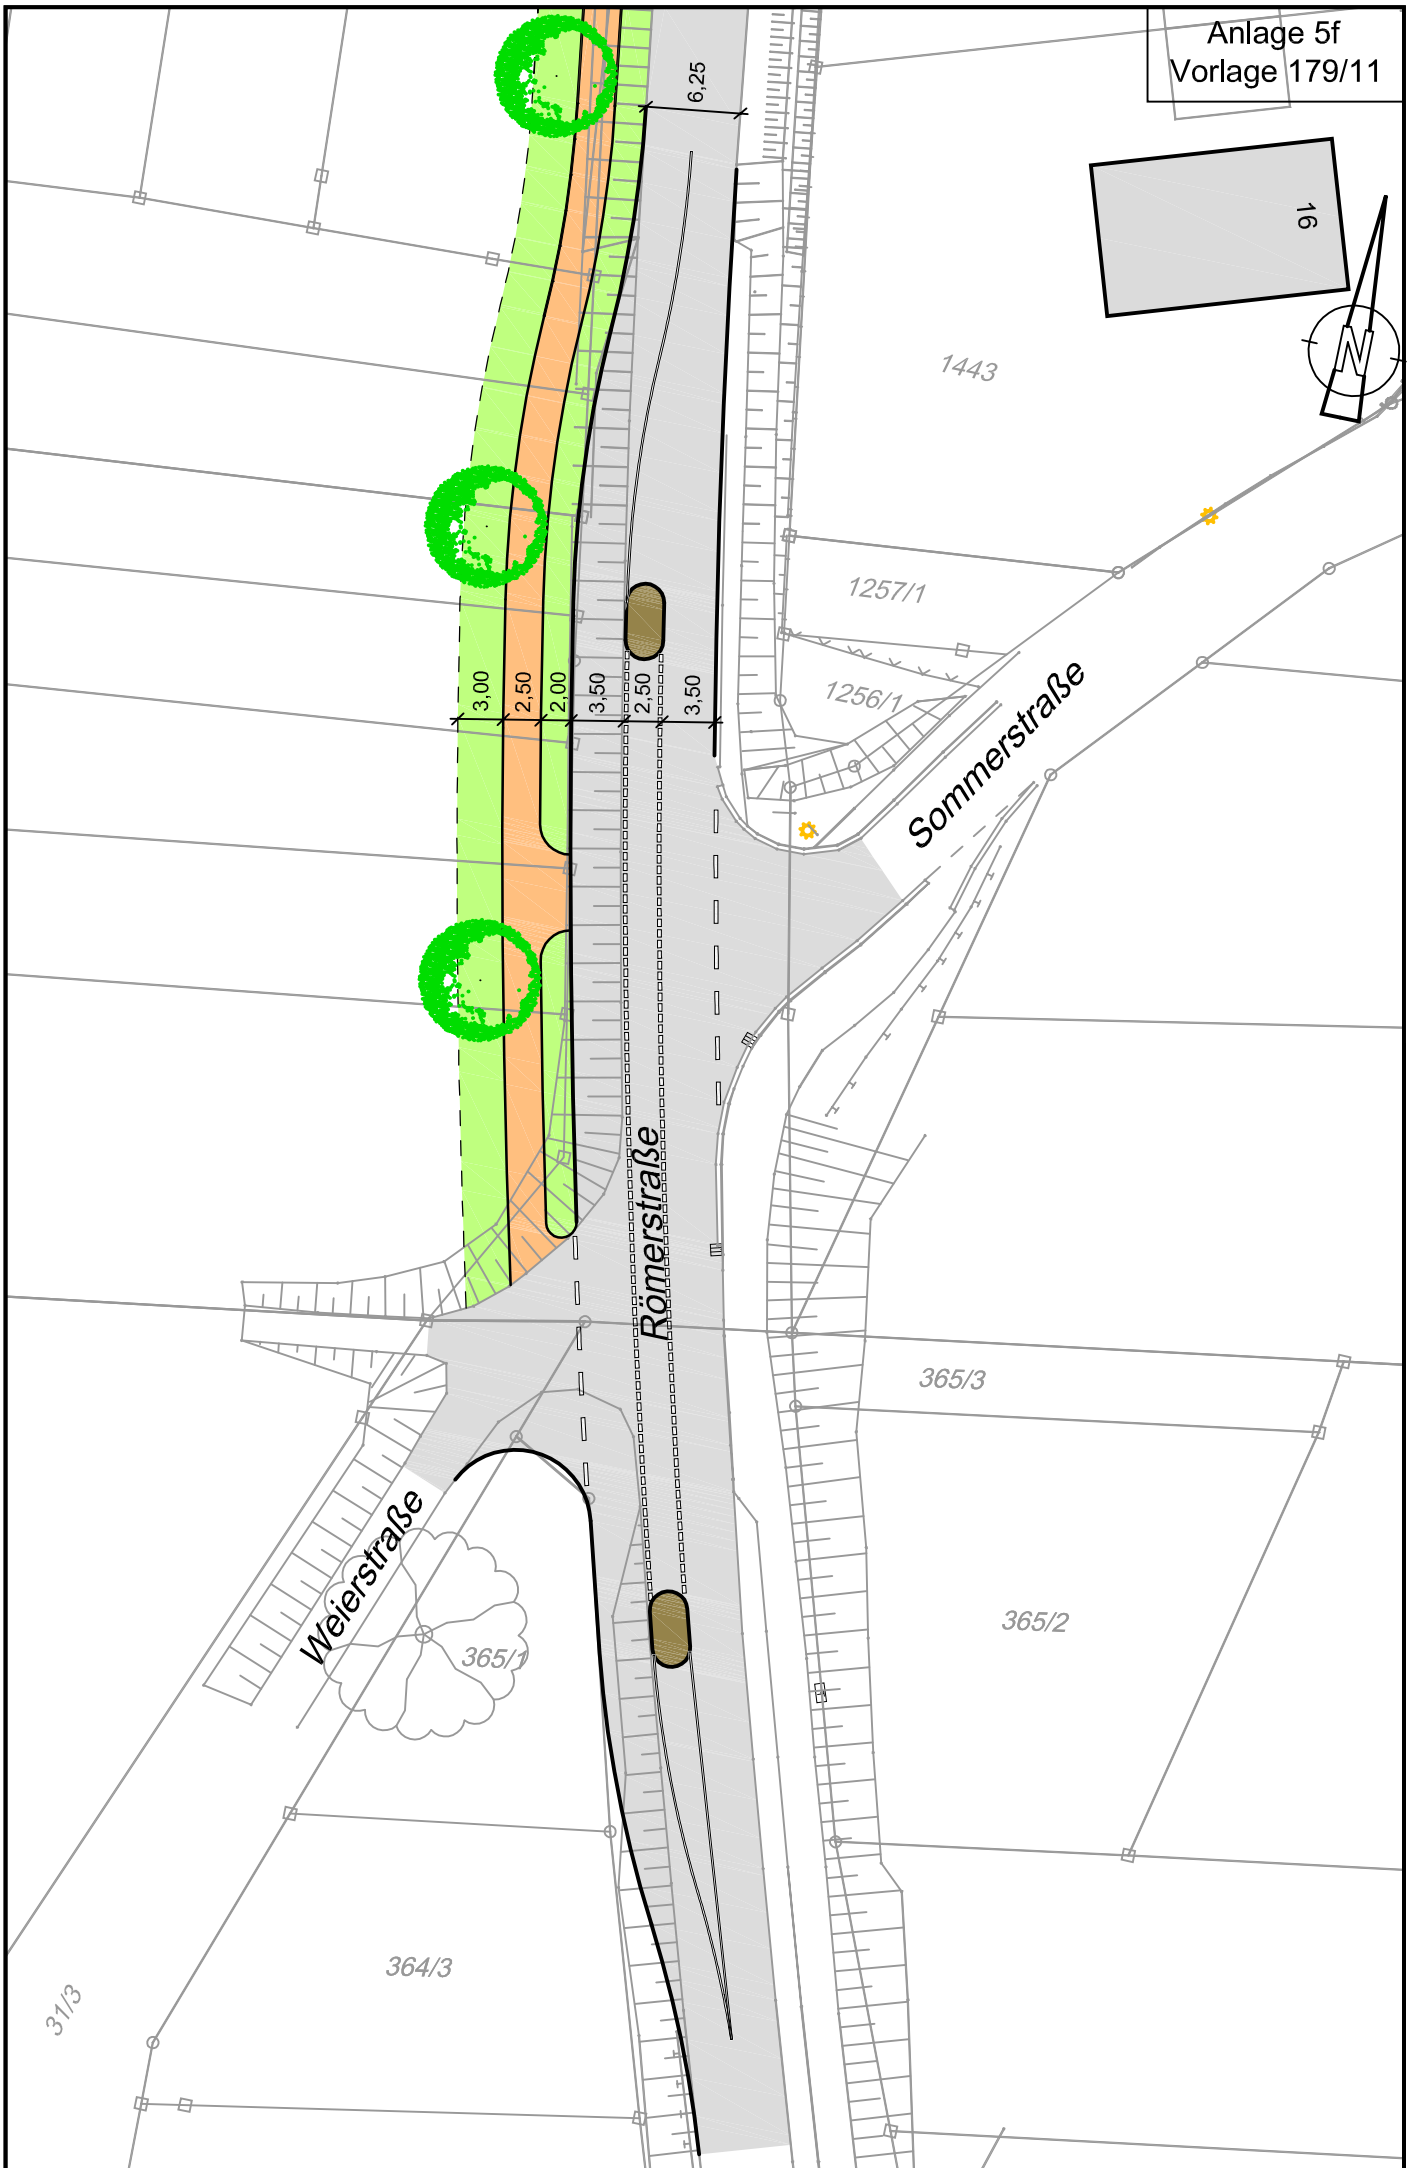 Anlage 5f
Vorlage 179/11
6,25
16
N
1443
1257/1
1256/1
3,00
2,50
2,00
3,50
2,50
3,50
Sommerstraße
Römerstraße
365/3
Weierstraße
365/1
365/2
364/3
31/3